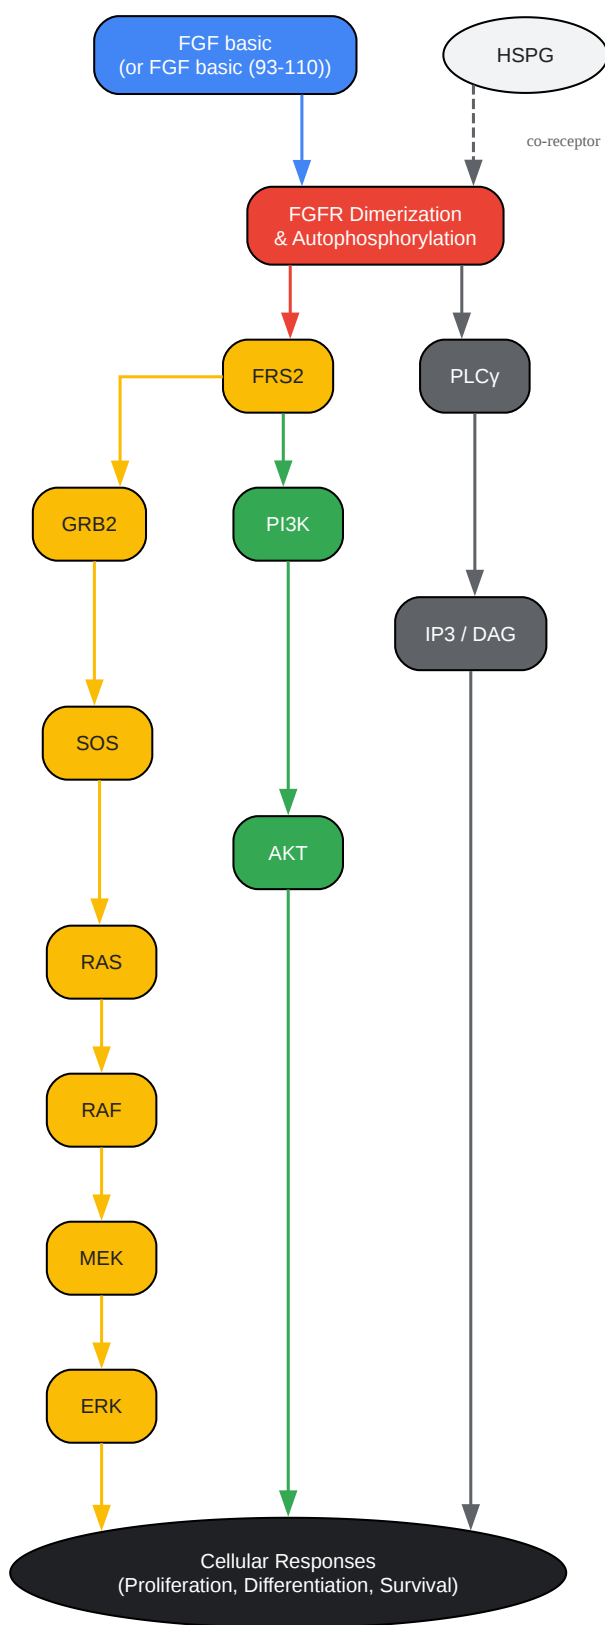 FGF basic
(or FGF basic (93-110))
HSPG
co-receptor
FGFR Dimerization
& Autophosphorylation
FRS2
PLCγ
GRB2
PI3K
IP3 / DAG
SOS
AKT
RAS
RAF
MEK
ERK
Cellular Responses
(Proliferation, Differentiation, Survival)